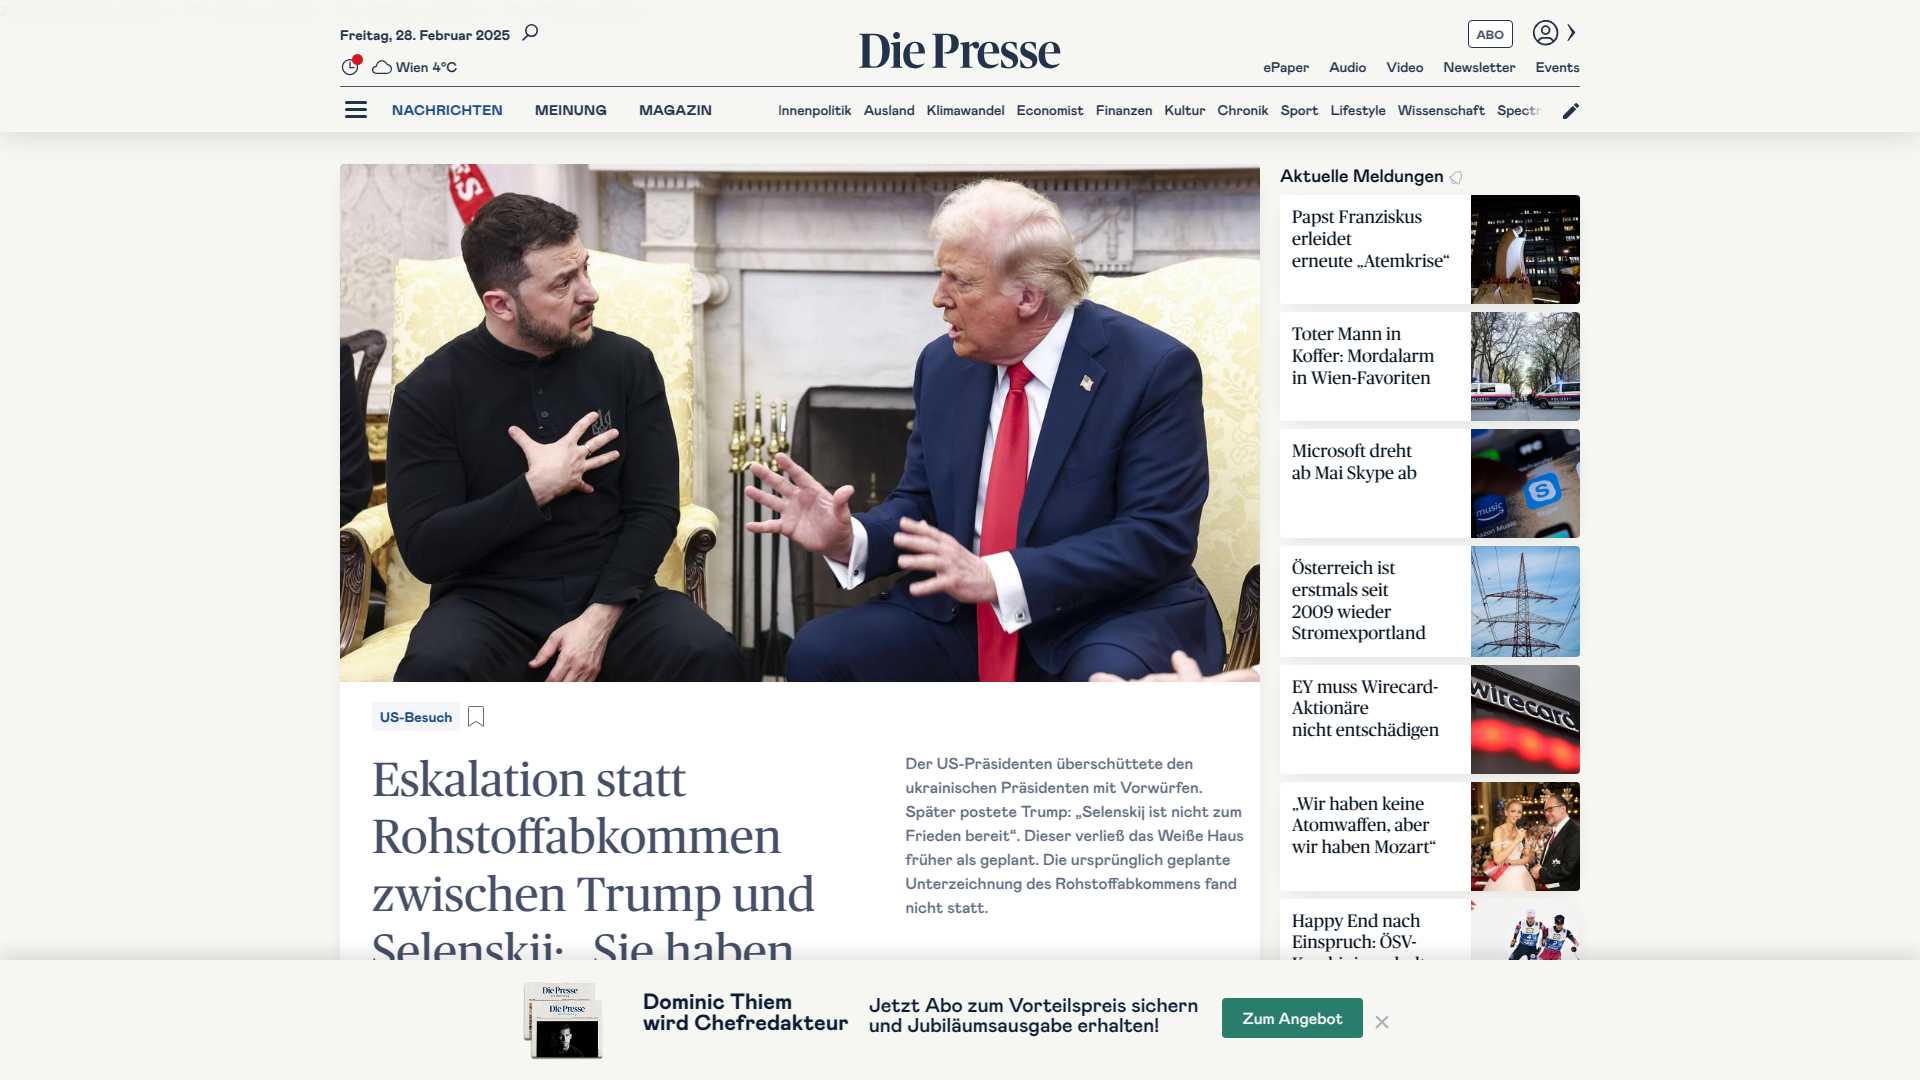 Freitag, 28. Februar 2025
Wien 4°C
Die Presse
ABO
ePaper Audio Video Newsletter Events
NACHRICHTEN MEINUNG MAGAZIN
Innenpolitik Ausland Klimawandel Economist Finanzen Kultur Chronik Sport Lifestyle Wissenschaft Spectr
US-Besuch
Eskalation statt
Rohstoffabkommen
zwischen Trump und
Selenskij: „Sie haben
Der US-Präsidenten überschüttete den
ukrainischen Präsidenten mit Vorwürfen.
Später postete Trump: „Selenskij ist nicht zum
Frieden bereit“. Dieser verließ das Weiße Haus
früher als geplant. Die ursprünglich geplante
Unterzeichnung des Rohstoffabkommens fand
nicht statt.
Aktuelle Meldungen
Papst Franziskus
erleidet
erneute „Atemkrise“
Toter Mann in
Koffer: Mordalarm
in Wien-Favoriten
Microsoft dreht
ab Mai Skype ab
Österreich ist
erstmals seit
2009 wieder
Stromexportland
EY muss Wirecard-
Aktionäre
nicht entschädigen
wirecard
„Wir haben keine
Atomwaffen, aber
wir haben Mozart“
Happy End nach
Einspruch: ÖSV-
Die Presse
Die Presse
Dominic Thiem
wird Chefredakteur
Jetzt Abo zum Vorteilspreis sichern
und Jubiläumsausgabe erhalten!
Zum Angebot